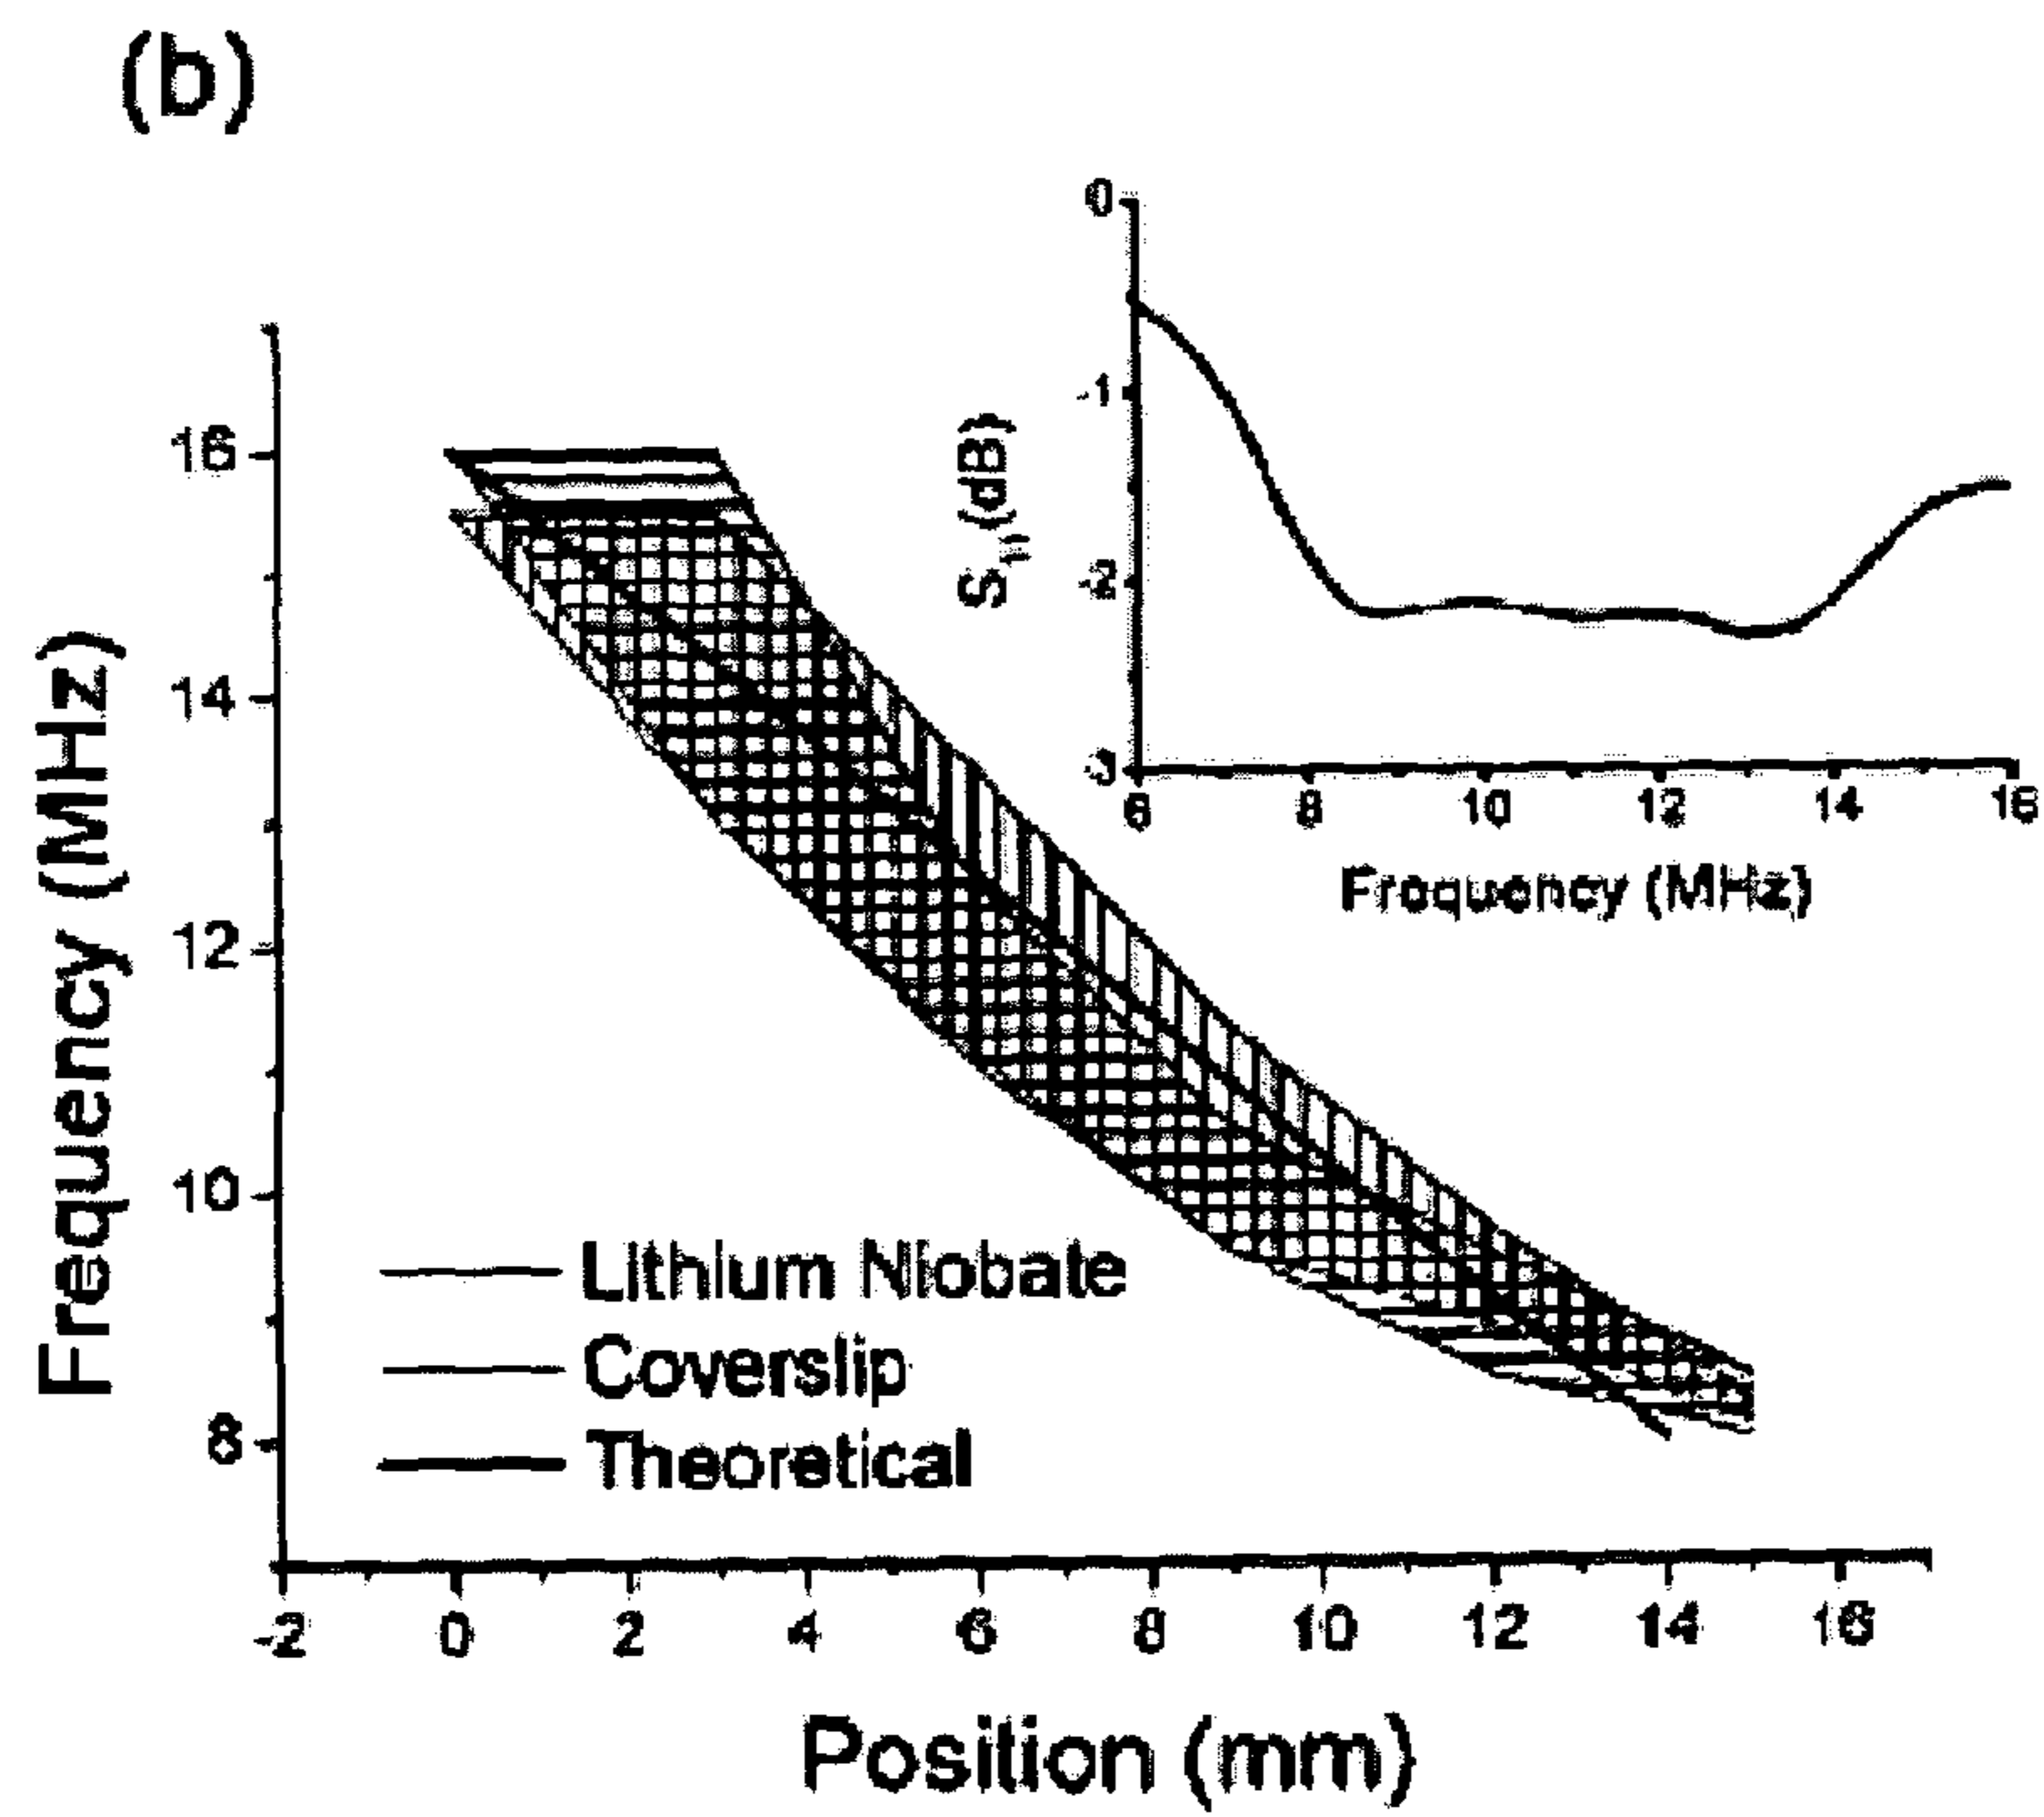 (b)
0
-1
-2
-3
S11 (dB)
6 8 10 12 14 16
Frequency (MHz)
16
14
12
10
8
Frequency (MHz)
Lithium Niobate
Coverslip
Theoretical
-2 0 2 4 6 8 10 12 14 16
Position (mm)